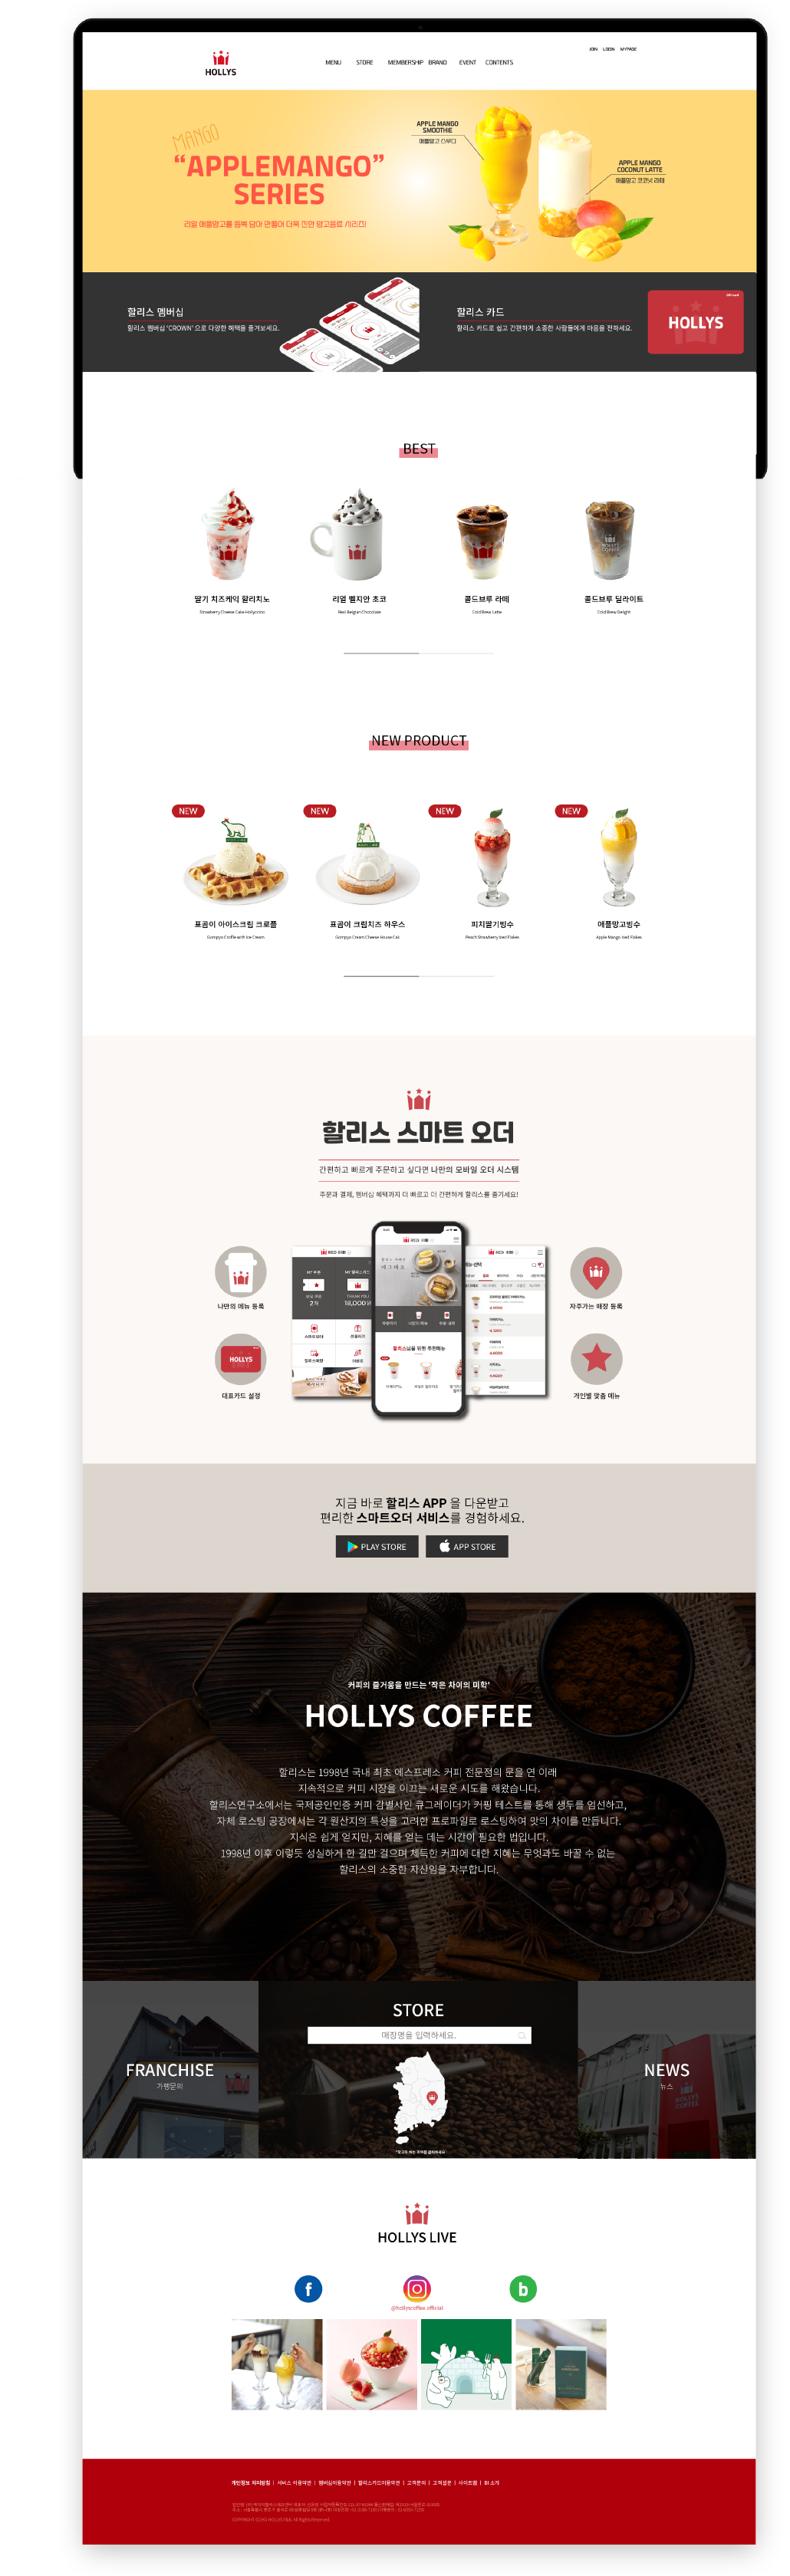 HOLLYS
MENU STORE MEMBERSHIP BRAND EVENT CONTENTS
JOIN LOGIN MYPAGE
MANGO
“APPLEMANGO”
SERIES
리얼 애플망고를 듬뿍 담아 만들어 더욱 진한 망고음료 시리즈!
APPLE MANGO
SMOOTHIE
애플망고 스무디
APPLE MANGO
COCONUT LATTE
애플망고 코코넛 라떼
할리스 멤버십
할리스 멤버십 'CROWN' 으로 다양한 혜택을 즐겨보세요.
할리스 카드
할리스 카드로 쉽고 간편하게 소중한 사람들에게 마음을 전하세요.
HOLLYS
BEST
HOLLYS
COFFEE
딸기 치즈케익 할리치노
Strawberry Cheese Cake Hollyccino
리얼 벨지안 초코
Real Belgian Chocolate
콜드브루 라떼
Cold Brew Latte
콜드브루 딜라이트
Cold Brew Delight
NEW PRODUCT
NEW
NEW
NEW
NEW
표곰이 아이스크림 크로플
Gompyo Croffle with Ice Cream
표곰이 크림치즈 하우스
Gompyo Cream Cheese House Cak
피치딸기빙수
Peach Strawberry Iced Flakes
애플망고빙수
Apple Mango Iced Flakes
할리스 스마트 오더
간편하고 빠르게 주문하고 싶다면 나만의 모바일 오더 시스템
주문과 결제, 멤버십 혜택까지 더 빠르고 더 간편하게 할리스를 즐기세요!
나만의 메뉴 등록
HOLLYS
대표카드 설정
자주가는 매장 등록
개인별 맞춤 메뉴
18,000
할리스님을 위한 추천메뉴
지금 바로 할리스 APP 을 다운받고
편리한 스마트오더 서비스를 경험하세요.
PLAY STORE
APP STORE
커피의 즐거움을 만드는 '작은 차이의 미학'
HOLLYS COFFEE
할리스는 1998년 국내 최초 에스프레소 커피 전문점의 문을 연 이래
지속적으로 커피 시장을 이끄는 새로운 시도를 해왔습니다.
할리스연구소에서는 국제공인인증 커피 감별사인 큐그레이더가 커핑 테스트를 통해 생두를 엄선하고,
자체 로스팅 공장에서는 각 원산지의 특성을 고려한 프로파일로 로스팅하여 맛의 차이를 만듭니다.
지식은 쉽게 얻지만, 지혜를 얻는 데는 시간이 필요한 법입니다.
1998년 이후 이렇듯 성실하게 한 길만 걸으며 체득한 커피에 대한 지혜는 무엇과도 바꿀 수 없는
할리스의 소중한 자산임을 자부합니다.
FRANCHISE
가맹문의
STORE
매장명을 입력하세요.
NEWS
뉴스
HOLLYS
COFFEE
HOLLYS LIVE
f
b
@hollyscoffee.official
개인정보 처리방침 | 서비스 이용약관 | 멤버십이용약관 | 할리스카드이용약관 | 고객문의 | 고객설문 | 사이트맵 | BI 소개